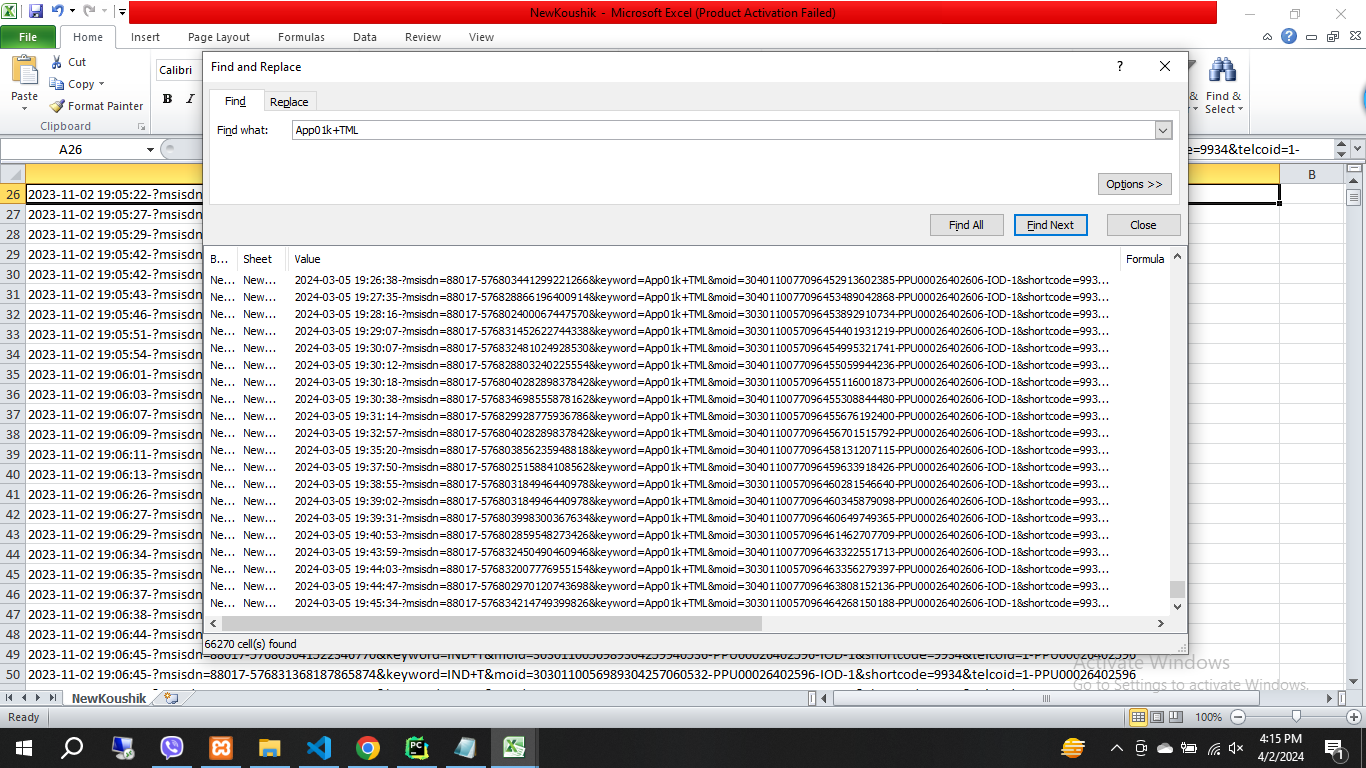 NewKoushik - Microsoft Excel (Product Activation Failed)
File Home Insert Page Layout Formulas Data Review View
Paste
Cut
Copy
Format Painter
Clipboard
Calibri
B I
Find & Select
Find and Replace
Find Replace
Find what: App01k+TML
Options >>
Find All Find Next Close
A26
=9934&telcoid=1-
B
B... Sheet Value Formula
Ne... New... 2024-03-05 19:26:38-?msisdn=88017-576803441299221266&keyword=App01k+TML&moid=3040110077096452913602385-PPU00026402606-IOD-1&shortcode=993...
Ne... New... 2024-03-05 19:27:35-?msisdn=88017-576828866196400914&keyword=App01k+TML&moid=3040110077096453489042868-PPU00026402606-IOD-1&shortcode=993...
Ne... New... 2024-03-05 19:28:16-?msisdn=88017-576802400067447570&keyword=App01k+TML&moid=3030110057096453892910734-PPU00026402606-IOD-1&shortcode=993...
Ne... New... 2024-03-05 19:29:07-?msisdn=88017-576831452622744338&keyword=App01k+TML&moid=3030110057096454401931219-PPU00026402606-IOD-1&shortcode=993...
Ne... New... 2024-03-05 19:30:07-?msisdn=88017-576832481024928530&keyword=App01k+TML&moid=3030110057096454995321741-PPU00026402606-IOD-1&shortcode=993...
Ne... New... 2024-03-05 19:30:12-?msisdn=88017-576828803240225554&keyword=App01k+TML&moid=3040110077096455059944236-PPU00026402606-IOD-1&shortcode=993...
Ne... New... 2024-03-05 19:30:18-?msisdn=88017-576804028289837842&keyword=App01k+TML&moid=3030110057096455116001873-PPU00026402606-IOD-1&shortcode=993...
Ne... New... 2024-03-05 19:30:38-?msisdn=88017-576834698555878162&keyword=App01k+TML&moid=3040110077096455308844480-PPU00026402606-IOD-1&shortcode=993...
Ne... New... 2024-03-05 19:31:14-?msisdn=88017-576829928775936786&keyword=App01k+TML&moid=3030110057096455676192400-PPU00026402606-IOD-1&shortcode=993...
Ne... New... 2024-03-05 19:32:57-?msisdn=88017-576804028289837842&keyword=App01k+TML&moid=3040110077096456701515792-PPU00026402606-IOD-1&shortcode=993...
Ne... New... 2024-03-05 19:35:20-?msisdn=88017-576803856235948818&keyword=App01k+TML&moid=3040110077096458131207115-PPU00026402606-IOD-1&shortcode=993...
Ne... New... 2024-03-05 19:37:50-?msisdn=88017-576802515884108562&keyword=App01k+TML&moid=3040110077096459633918426-PPU00026402606-IOD-1&shortcode=993...
Ne... New... 2024-03-05 19:38:55-?msisdn=88017-576803184946440978&keyword=App01k+TML&moid=3040110077096460281546640-PPU00026402606-IOD-1&shortcode=993...
Ne... New... 2024-03-05 19:39:02-?msisdn=88017-576803184946440978&keyword=App01k+TML&moid=3040110077096460345879098-PPU00026402606-IOD-1&shortcode=993...
Ne... New... 2024-03-05 19:39:31-?msisdn=88017-576803998300367634&keyword=App01k+TML&moid=3040110077096460649749365-PPU00026402606-IOD-1&shortcode=993...
Ne... New... 2024-03-05 19:40:53-?msisdn=88017-576802859548273426&keyword=App01k+TML&moid=3030110057096461462707709-PPU00026402606-IOD-1&shortcode=993...
Ne... New... 2024-03-05 19:43:59-?msisdn=88017-576832450490460946&keyword=App01k+TML&moid=3040110077096463322551713-PPU00026402606-IOD-1&shortcode=993...
Ne... New... 2024-03-05 19:44:03-?msisdn=88017-576832007776955154&keyword=App01k+TML&moid=3030110057096463356279397-PPU00026402606-IOD-1&shortcode=993...
Ne... New... 2024-03-05 19:44:47-?msisdn=88017-576802970120743698&keyword=App01k+TML&moid=3040110077096463808152136-PPU00026402606-IOD-1&shortcode=993...
Ne... New... 2024-03-05 19:45:34-?msisdn=88017-576834214749399826&keyword=App01k+TML&moid=3030110057096464268150188-PPU00026402606-IOD-1&shortcode=993...
66270 cell(s) found
26 2023-11-02 19:05:22-?msisdn
27 2023-11-02 19:05:27-?msisdn
28 2023-11-02 19:05:29-?msisdn
29 2023-11-02 19:05:42-?msisdn
30 2023-11-02 19:05:42-?msisdn
31 2023-11-02 19:05:43-?msisdn
32 2023-11-02 19:05:46-?msisdn
33 2023-11-02 19:05:51-?msisdn
34 2023-11-02 19:05:54-?msisdn
35 2023-11-02 19:06:01-?msisdn
36 2023-11-02 19:06:03-?msisdn
37 2023-11-02 19:06:07-?msisdn
38 2023-11-02 19:06:09-?msisdn
39 2023-11-02 19:06:11-?msisdn
40 2023-11-02 19:06:13-?msisdn
41 2023-11-02 19:06:26-?msisdn
42 2023-11-02 19:06:27-?msisdn
43 2023-11-02 19:06:29-?msisdn
44 2023-11-02 19:06:34-?msisdn
45 2023-11-02 19:06:35-?msisdn
46 2023-11-02 19:06:37-?msisdn
47 2023-11-02 19:06:38-?msisdn
48 2023-11-02 19:06:44-?msisdn
49 2023-11-02 19:06:45-?msisdn=88017-576803041522346770&keyword=IND+T&moid=3030110056989304259940536-PPU00026402596-IOD-1&shortcode=9934&telcoid=1-PPU00026402596
50 2023-11-02 19:06:45-?msisdn=88017-576831368187865874&keyword=IND+T&moid=3030110056989304257060532-PPU00026402596-IOD-1&shortcode=9934&telcoid=1-PPU00026402596
Activate Windows
Go to Settings to activate Windows.
NewKoushik
Ready 100%
4:15 PM
4/2/2024
1